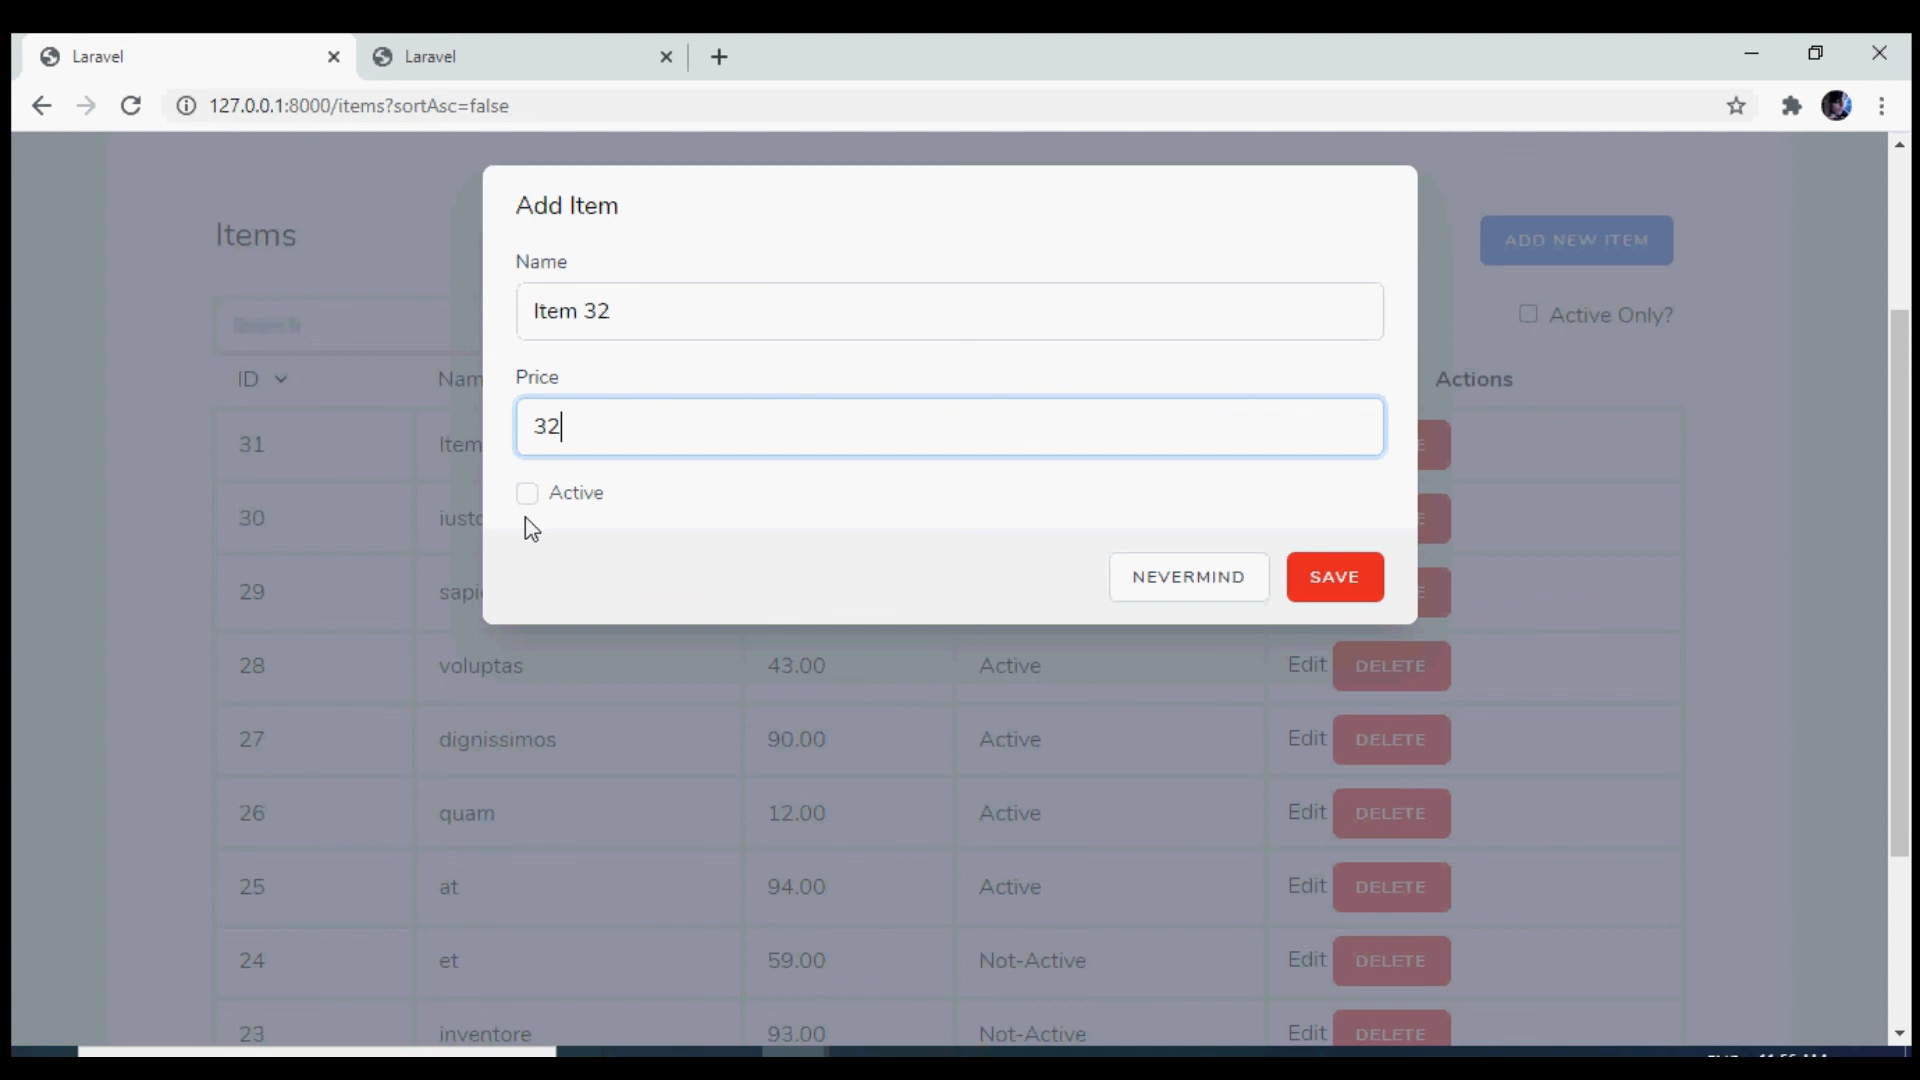 Laravel
Laravel
127.0.0.1:8000/items?sortAsc=false
Add Item
Items
ADD NEW ITEM
Name
Item 32
Active Only?
Price
ID Nam Actions
32
31 Item
Active
30 iusto
NEVERMIND SAVE
29 sapi
28 voluptas 43.00 Active Edit DELETE
27 dignissimos 90.00 Active Edit DELETE
26 quam 12.00 Active Edit DELETE
25 at 94.00 Active Edit DELETE
24 et 59.00 Not-Active Edit DELETE
23 inventore 93.00 Not-Active Edit DELETE